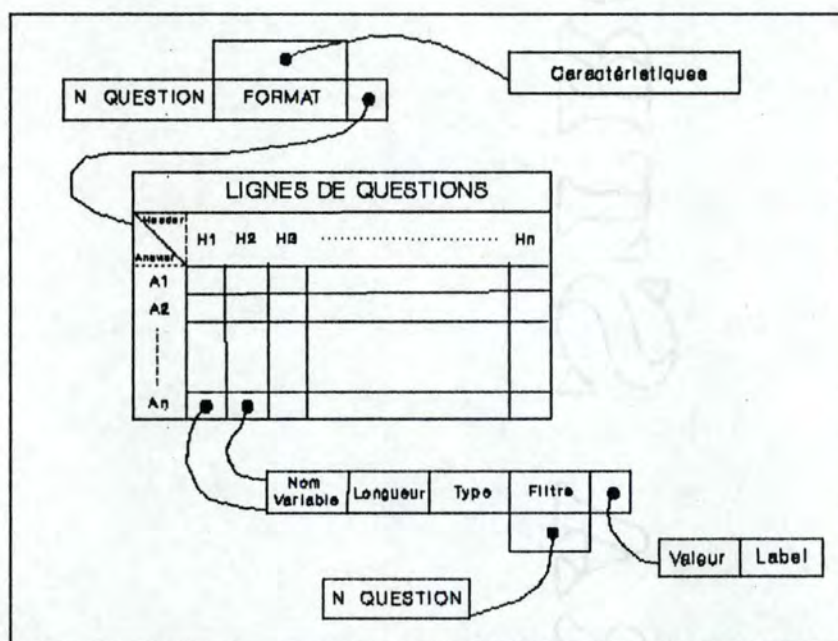 Caractéristiques
N QUESTION FORMAT
LIGNES DE QUESTIONS
Header
H1 H2 H3 ........................................ Hn
Answer
A1
A2
An
Nom Variable Longueur Type Filtre
Valeur Label
N QUESTION